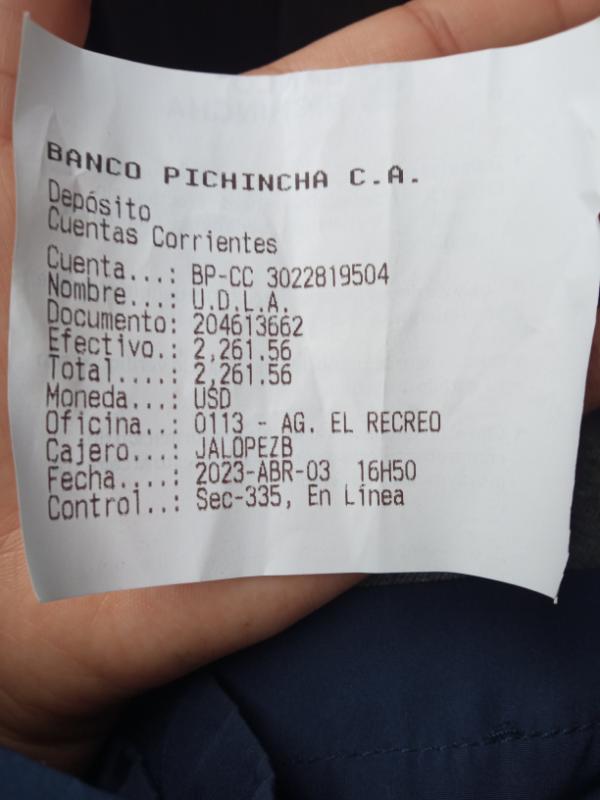 BANCO PICHINCHA C.A.
Depósito
Cuentas Corrientes
Cuenta...: BP-CC 3022819504
Nombre...: U.D.L.A.
Documento: 204613662
Efectivo.: 2,261.56
Total....: 2,261.56
Moneda...: USD
Oficina..: 0113 - AG. EL RECREO
Cajero...: JALOPEZB
Fecha....: 2023-ABR-03 16H50
Control..: Sec-335, En Línea